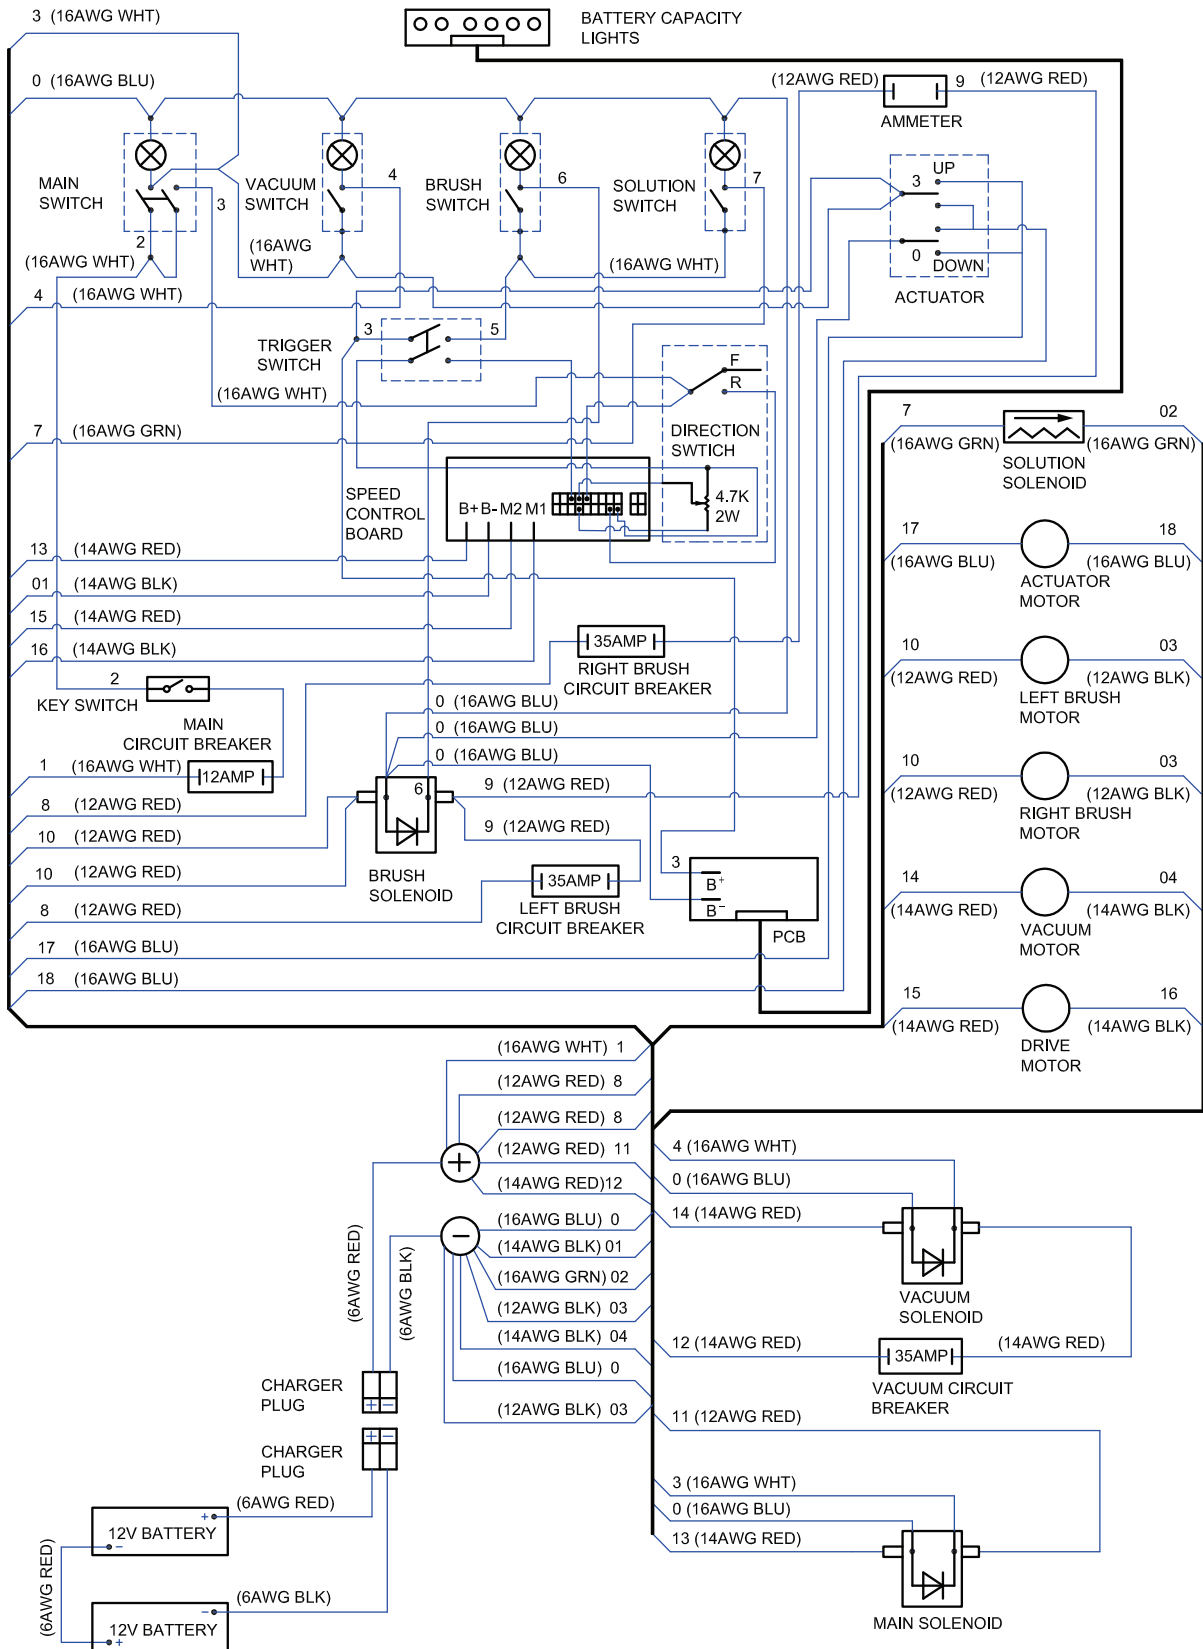 3 (16AWG WHT)
BATTERY CAPACITY
LIGHTS
0 (16AWG BLU)
(12AWG RED)
9
(12AWG RED)
AMMETER
MAIN
SWITCH
3
2
VACUUM
SWITCH
4
BRUSH
SWITCH
6
SOLUTION
SWITCH
7
UP
3
0
DOWN
ACTUATOR
(16AWG WHT)
(16AWG
WHT)
(16AWG WHT)
4 (16AWG WHT)
TRIGGER
SWITCH
3
5
(16AWG WHT)
F
R
DIRECTION
SWTICH
4.7K
2W
7 (16AWG GRN)
SPEED
CONTROL
BOARD
B+ B- M2 M1
13 (14AWG RED)
01 (14AWG BLK)
15 (14AWG RED)
16 (14AWG BLK)
35AMP
RIGHT BRUSH
CIRCUIT BREAKER
2
KEY SWITCH
MAIN
CIRCUIT BREAKER
0 (16AWG BLU)
0 (16AWG BLU)
0 (16AWG BLU)
1 (16AWG WHT)
12AMP
8 (12AWG RED)
10 (12AWG RED)
10 (12AWG RED)
8 (12AWG RED)
17 (16AWG BLU)
18 (16AWG BLU)
6
BRUSH
SOLENOID
9 (12AWG RED)
9 (12AWG RED)
35AMP
LEFT BRUSH
CIRCUIT BREAKER
3
B+
B-
PCB
7
(16AWG GRN)
02
(16AWG GRN)
SOLUTION
SOLENOID
17
(16AWG BLU)
18
(16AWG BLU)
ACTUATOR
MOTOR
10
(12AWG RED)
03
(12AWG BLK)
LEFT BRUSH
MOTOR
10
(12AWG RED)
03
(12AWG BLK)
RIGHT BRUSH
MOTOR
14
(14AWG RED)
04
(14AWG BLK)
VACUUM
MOTOR
15
(14AWG RED)
16
(14AWG BLK)
DRIVE
MOTOR
(16AWG WHT) 1
(12AWG RED) 8
(12AWG RED) 8
(12AWG RED) 11
(14AWG RED)12
+
(16AWG BLU) 0
(14AWG BLK) 01
(16AWG GRN) 02
(12AWG BLK) 03
(14AWG BLK) 04
(16AWG BLU) 0
(12AWG BLK) 03
−
(6AWG RED)
(6AWG BLK)
CHARGER
PLUG
+ −
+ −
CHARGER
PLUG
(6AWG RED)
+
12V BATTERY
−
(6AWG RED)
(6AWG BLK)
−
12V BATTERY
+
4 (16AWG WHT)
0 (16AWG BLU)
14 (14AWG RED)
VACUUM
SOLENOID
12 (14AWG RED)
35AMP
(14AWG RED)
VACUUM CIRCUIT
BREAKER
11 (12AWG RED)
3 (16AWG WHT)
0 (16AWG BLU)
13 (14AWG RED)
MAIN SOLENOID